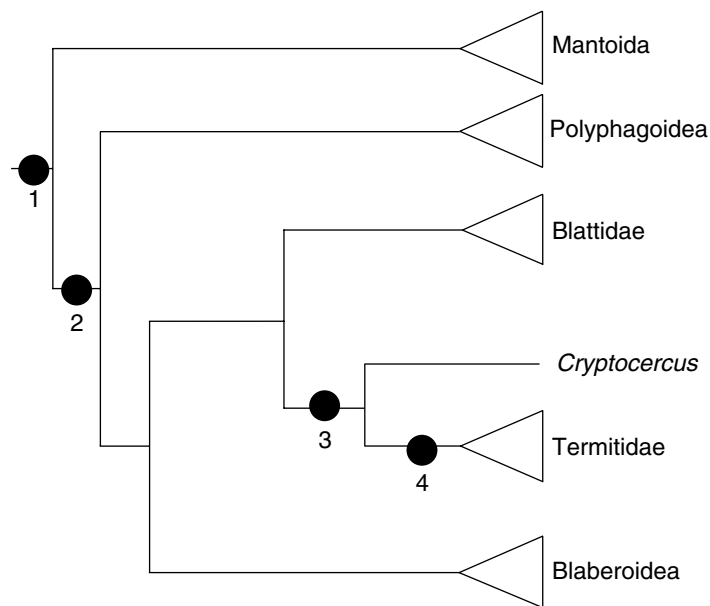 Mantoida
Polyphagoidea
1
Blattidae
2
Cryptocercus
3
Termitidae
4
Blaberoidea